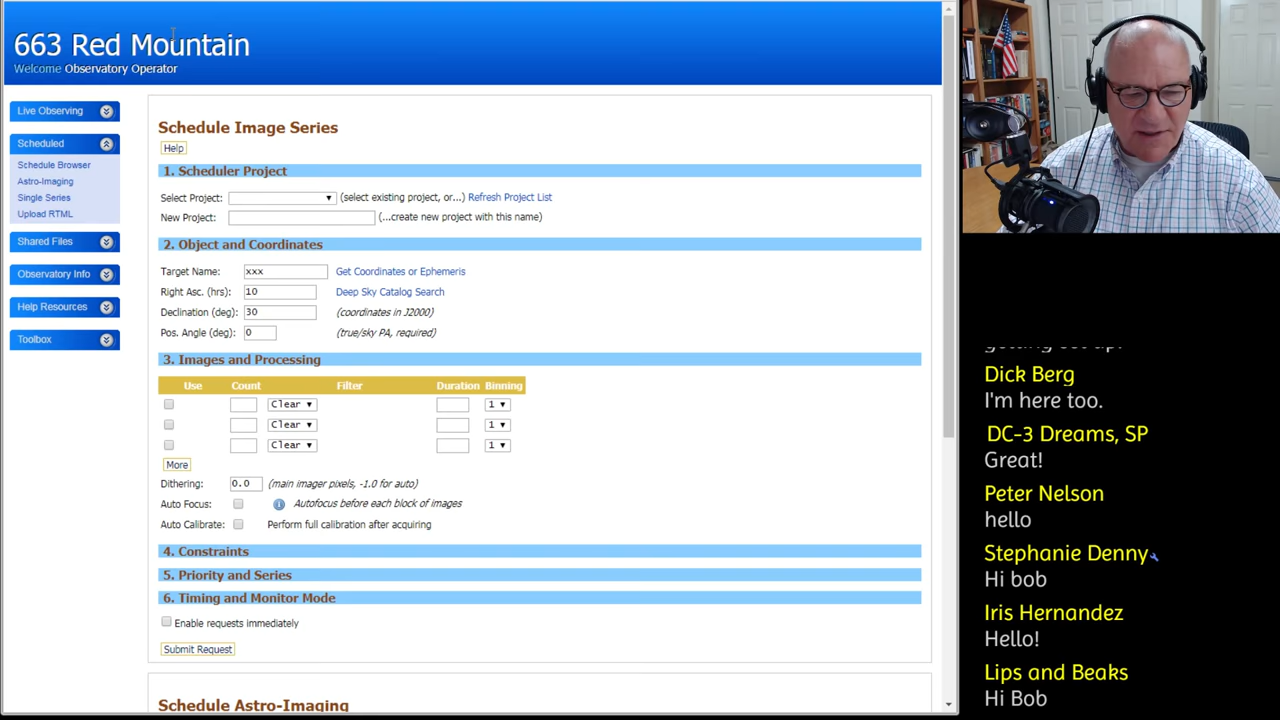 663 Red Mountain
Welcome Observatory Operator
Live Observing
Scheduled
Schedule Browser
Astro-Imaging
Single Series
Upload RTML
Shared Files
Observatory Info
Help Resources
Toolbox
Schedule Image Series
Help
1. Scheduler Project
Select Project: (select existing project, or...) Refresh Project List
New Project: (...create new project with this name)
2. Object and Coordinates
Target Name: xxx Get Coordinates or Ephemeris
Right Asc. (hrs): 10 Deep Sky Catalog Search
Declination (deg): 30 (coordinates in J2000)
Pos. Angle (deg): 0 (true/sky PA, required)
3. Images and Processing
Use Count Filter Duration Binning
Clear 1
Clear 1
Clear 1
More
Dithering: 0.0 (main imager pixels, -1.0 for auto)
Auto Focus: Autofocus before each block of images
Auto Calibrate: Perform full calibration after acquiring
4. Constraints
5. Priority and Series
6. Timing and Monitor Mode
Enable requests immediately
Submit Request
Schedule Astro-Imaging
getting set up!
Dick Berg
I'm here too.
DC-3 Dreams, SP
Great!
Peter Nelson
hello
Stephanie Denny
Hi bob
Iris Hernandez
Hello!
Lips and Beaks
Hi Bob